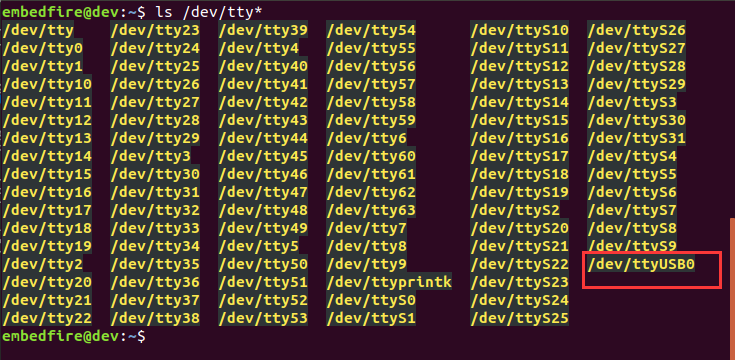 embedfire@dev:~$ ls /dev/tty*
/dev/tty /dev/tty23 /dev/tty39 /dev/tty54 /dev/ttyS10 /dev/ttyS26
/dev/tty0 /dev/tty24 /dev/tty4 /dev/tty55 /dev/ttyS11 /dev/ttyS27
/dev/tty1 /dev/tty25 /dev/tty40 /dev/tty56 /dev/ttyS12 /dev/ttyS28
/dev/tty10 /dev/tty26 /dev/tty41 /dev/tty57 /dev/ttyS13 /dev/ttyS29
/dev/tty11 /dev/tty27 /dev/tty42 /dev/tty58 /dev/ttyS14 /dev/ttyS3
/dev/tty12 /dev/tty28 /dev/tty43 /dev/tty59 /dev/ttyS15 /dev/ttyS30
/dev/tty13 /dev/tty29 /dev/tty44 /dev/tty6 /dev/ttyS16 /dev/ttyS31
/dev/tty14 /dev/tty3 /dev/tty45 /dev/tty60 /dev/ttyS17 /dev/ttyS4
/dev/tty15 /dev/tty30 /dev/tty46 /dev/tty61 /dev/ttyS18 /dev/ttyS5
/dev/tty16 /dev/tty31 /dev/tty47 /dev/tty62 /dev/ttyS19 /dev/ttyS6
/dev/tty17 /dev/tty32 /dev/tty48 /dev/tty63 /dev/ttyS2 /dev/ttyS7
/dev/tty18 /dev/tty33 /dev/tty49 /dev/tty7 /dev/ttyS20 /dev/ttyS8
/dev/tty19 /dev/tty34 /dev/tty5 /dev/tty8 /dev/ttyS21 /dev/ttyS9
/dev/tty2 /dev/tty35 /dev/tty50 /dev/tty9 /dev/ttyS22 /dev/ttyUSB0
/dev/tty20 /dev/tty36 /dev/tty51 /dev/ttyprintk /dev/ttyS23
/dev/tty21 /dev/tty37 /dev/tty52 /dev/ttyS0 /dev/ttyS24
/dev/tty22 /dev/tty38 /dev/tty53 /dev/ttyS1 /dev/ttyS25
embedfire@dev:~$